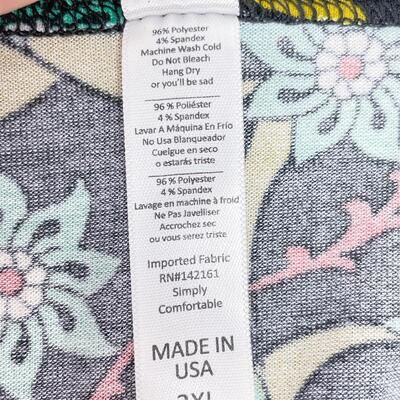 96% Polyester
4% Spandex
Machine Wash Cold
Do Not Bleach
Hang Dry
or you'll be sad
96 % Poliéster
4% Spandex
Lavar A Máquina En Frío
No Usa Blanqueador
Cuelgue en seco
o estarás triste
96 % Polyester
4% Spandex
Lavage en machine à froid
Ne Pas Javelliser
Accrochez sec
ou vous serez triste
Imported Fabric
RN#142161
Simply
Comfortable
MADE IN
USA